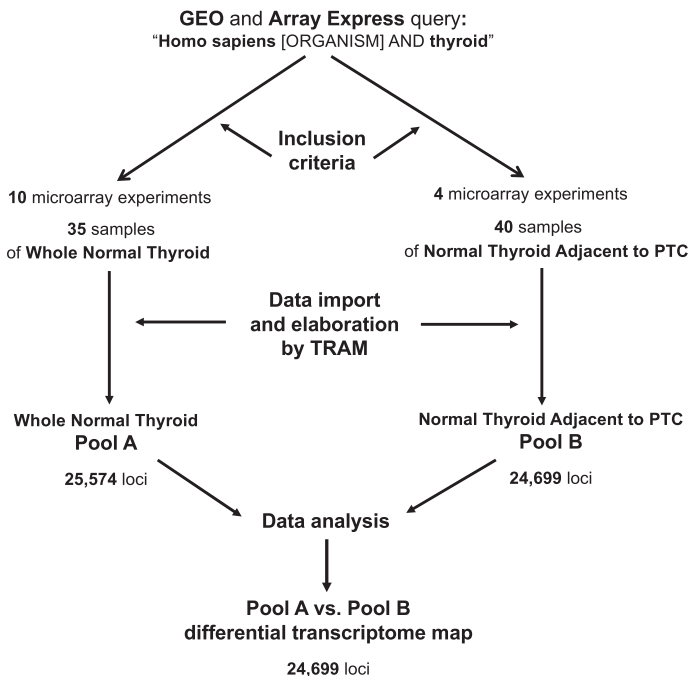 GEO and Array Express query:
“Homo sapiens [ORGANISM] AND thyroid”
Inclusion
criteria
10 microarray experiments
35 samples
of Whole Normal Thyroid
4 microarray experiments
40 samples
of Normal Thyroid Adjacent to PTC
Data import
and elaboration
by TRAM
Whole Normal Thyroid
Pool A
25,574 loci
Normal Thyroid Adjacent to PTC
Pool B
24,699 loci
Data analysis
Pool A vs. Pool B
differential transcriptome map
24,699 loci